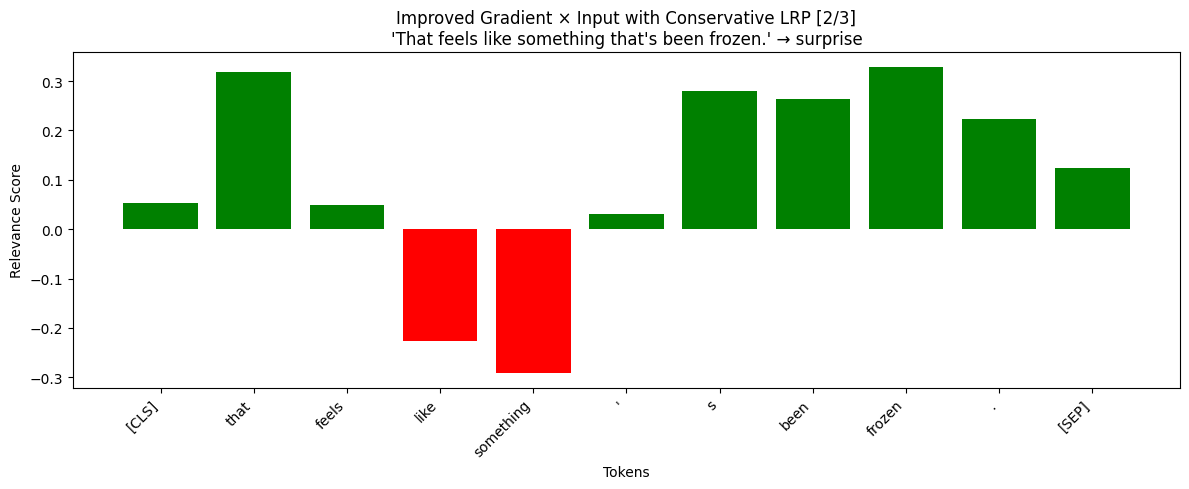 Improved Gradient × Input with Conservative LRP [2/3]
'That feels like something that's been frozen.' → surprise
Relevance Score
0.3
0.2
0.1
0.0
−0.1
−0.2
−0.3
[CLS]
that
feels
like
something
'
s
been
frozen
.
[SEP]
Tokens